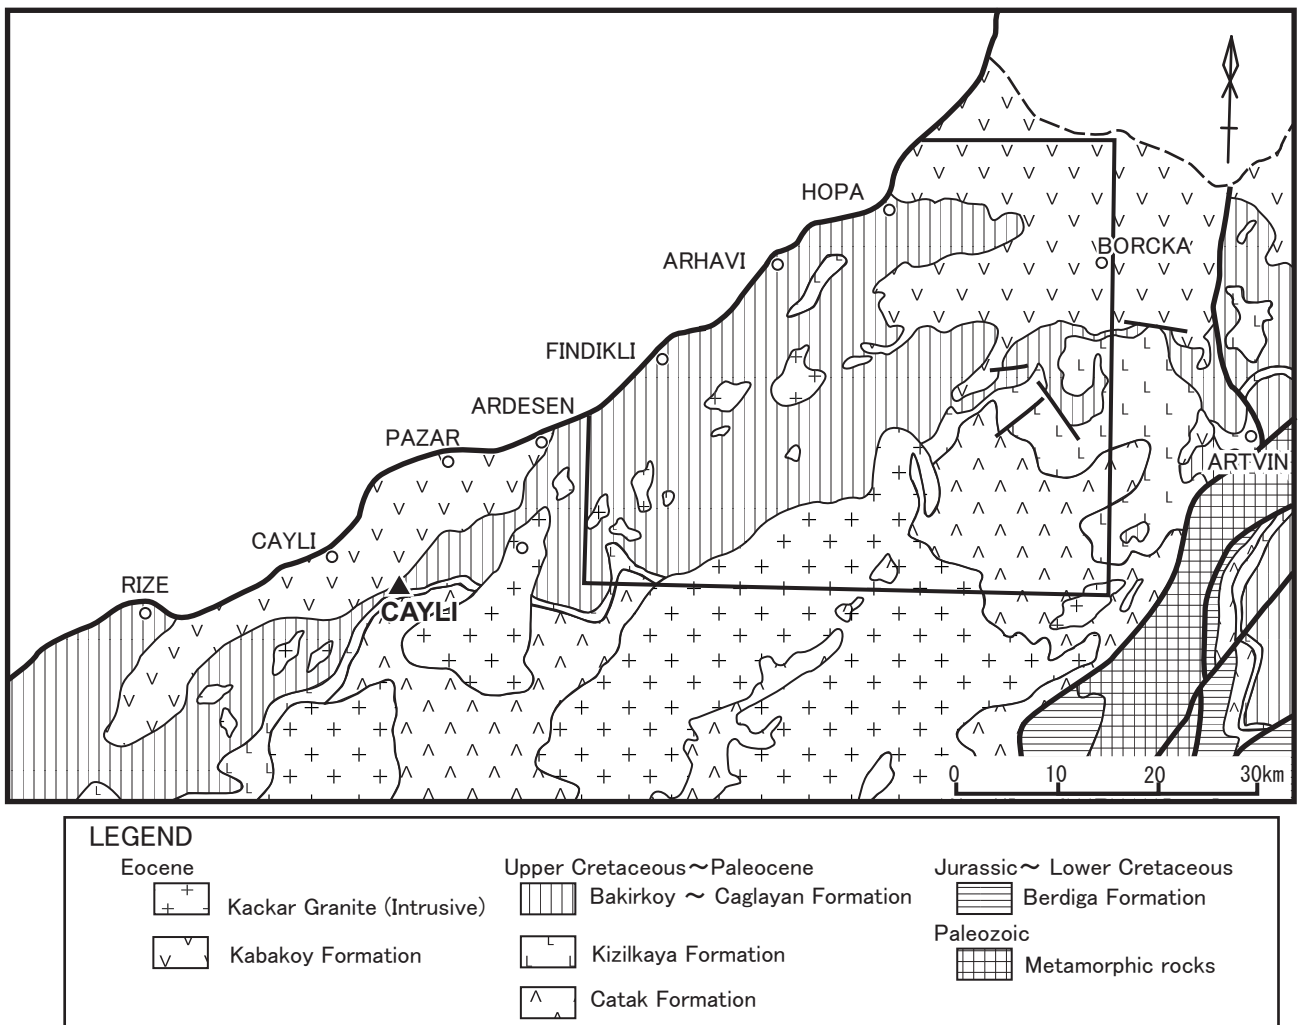 HOPA
BORCKA
ARHAVI
FINDIKLI
ARDESEN
PAZAR
ARTVIN
CAYLI
RIZE
CAYLI
0 10 20 30km
LEGEND
Eocene
Kackar Granite (Intrusive)
Kabakoy Formation
Upper Cretaceous～Paleocene
Bakirkoy ～ Caglayan Formation
Kizilkaya Formation
Catak Formation
Jurassic～ Lower Cretaceous
Berdiga Formation
Paleozoic
Metamorphic rocks